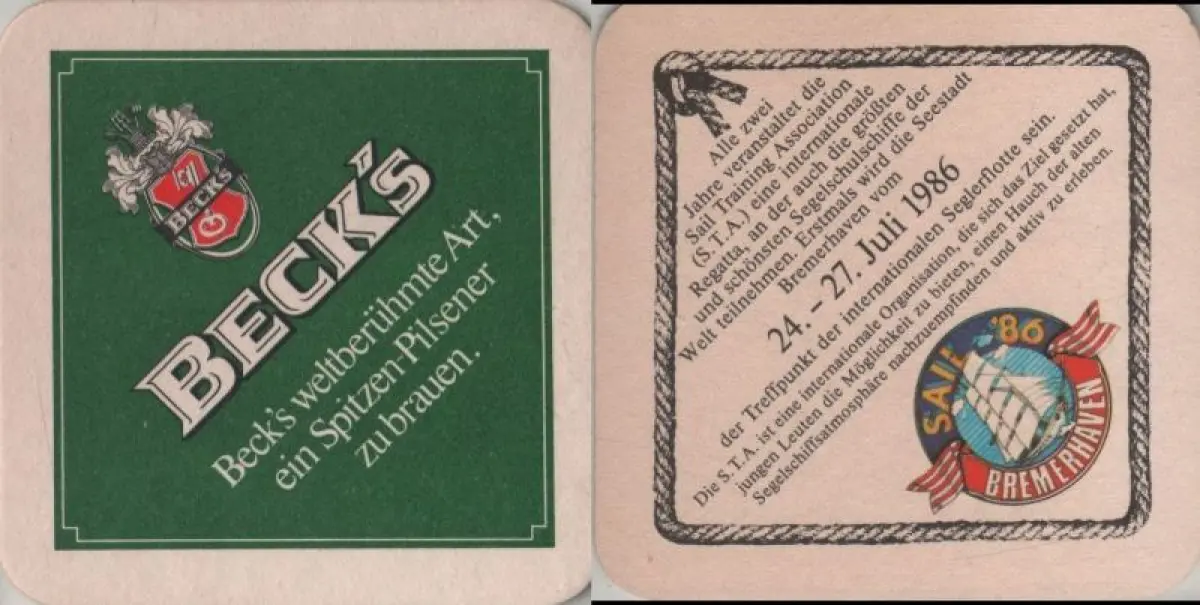 BECK'S
BECK'S
Beck's weltberühmte Art,
ein Spitzen-Pilsener
zu brauen.
Alle zwei
Jahre veranstaltet die
Sail Training Association
(S. T. A.) eine internationale
Regatta, an der auch die größten
und schönsten Segelschulschiffe der
Welt teilnehmen. Erstmals wird die Seestadt
Bremerhaven vom
24. – 27. Juli 1986
der Treffpunkt der internationalen Seglerflotte sein.
Die S. T. A. ist eine internationale Organisation, die sich das Ziel gesetzt hat,
jungen Leuten die Möglichkeit zu bieten, einen Hauch der alten
Segelschiffsatmosphäre nachzuempfinden und aktiv zu erleben.
SAIL '86
BREMERHAVEN